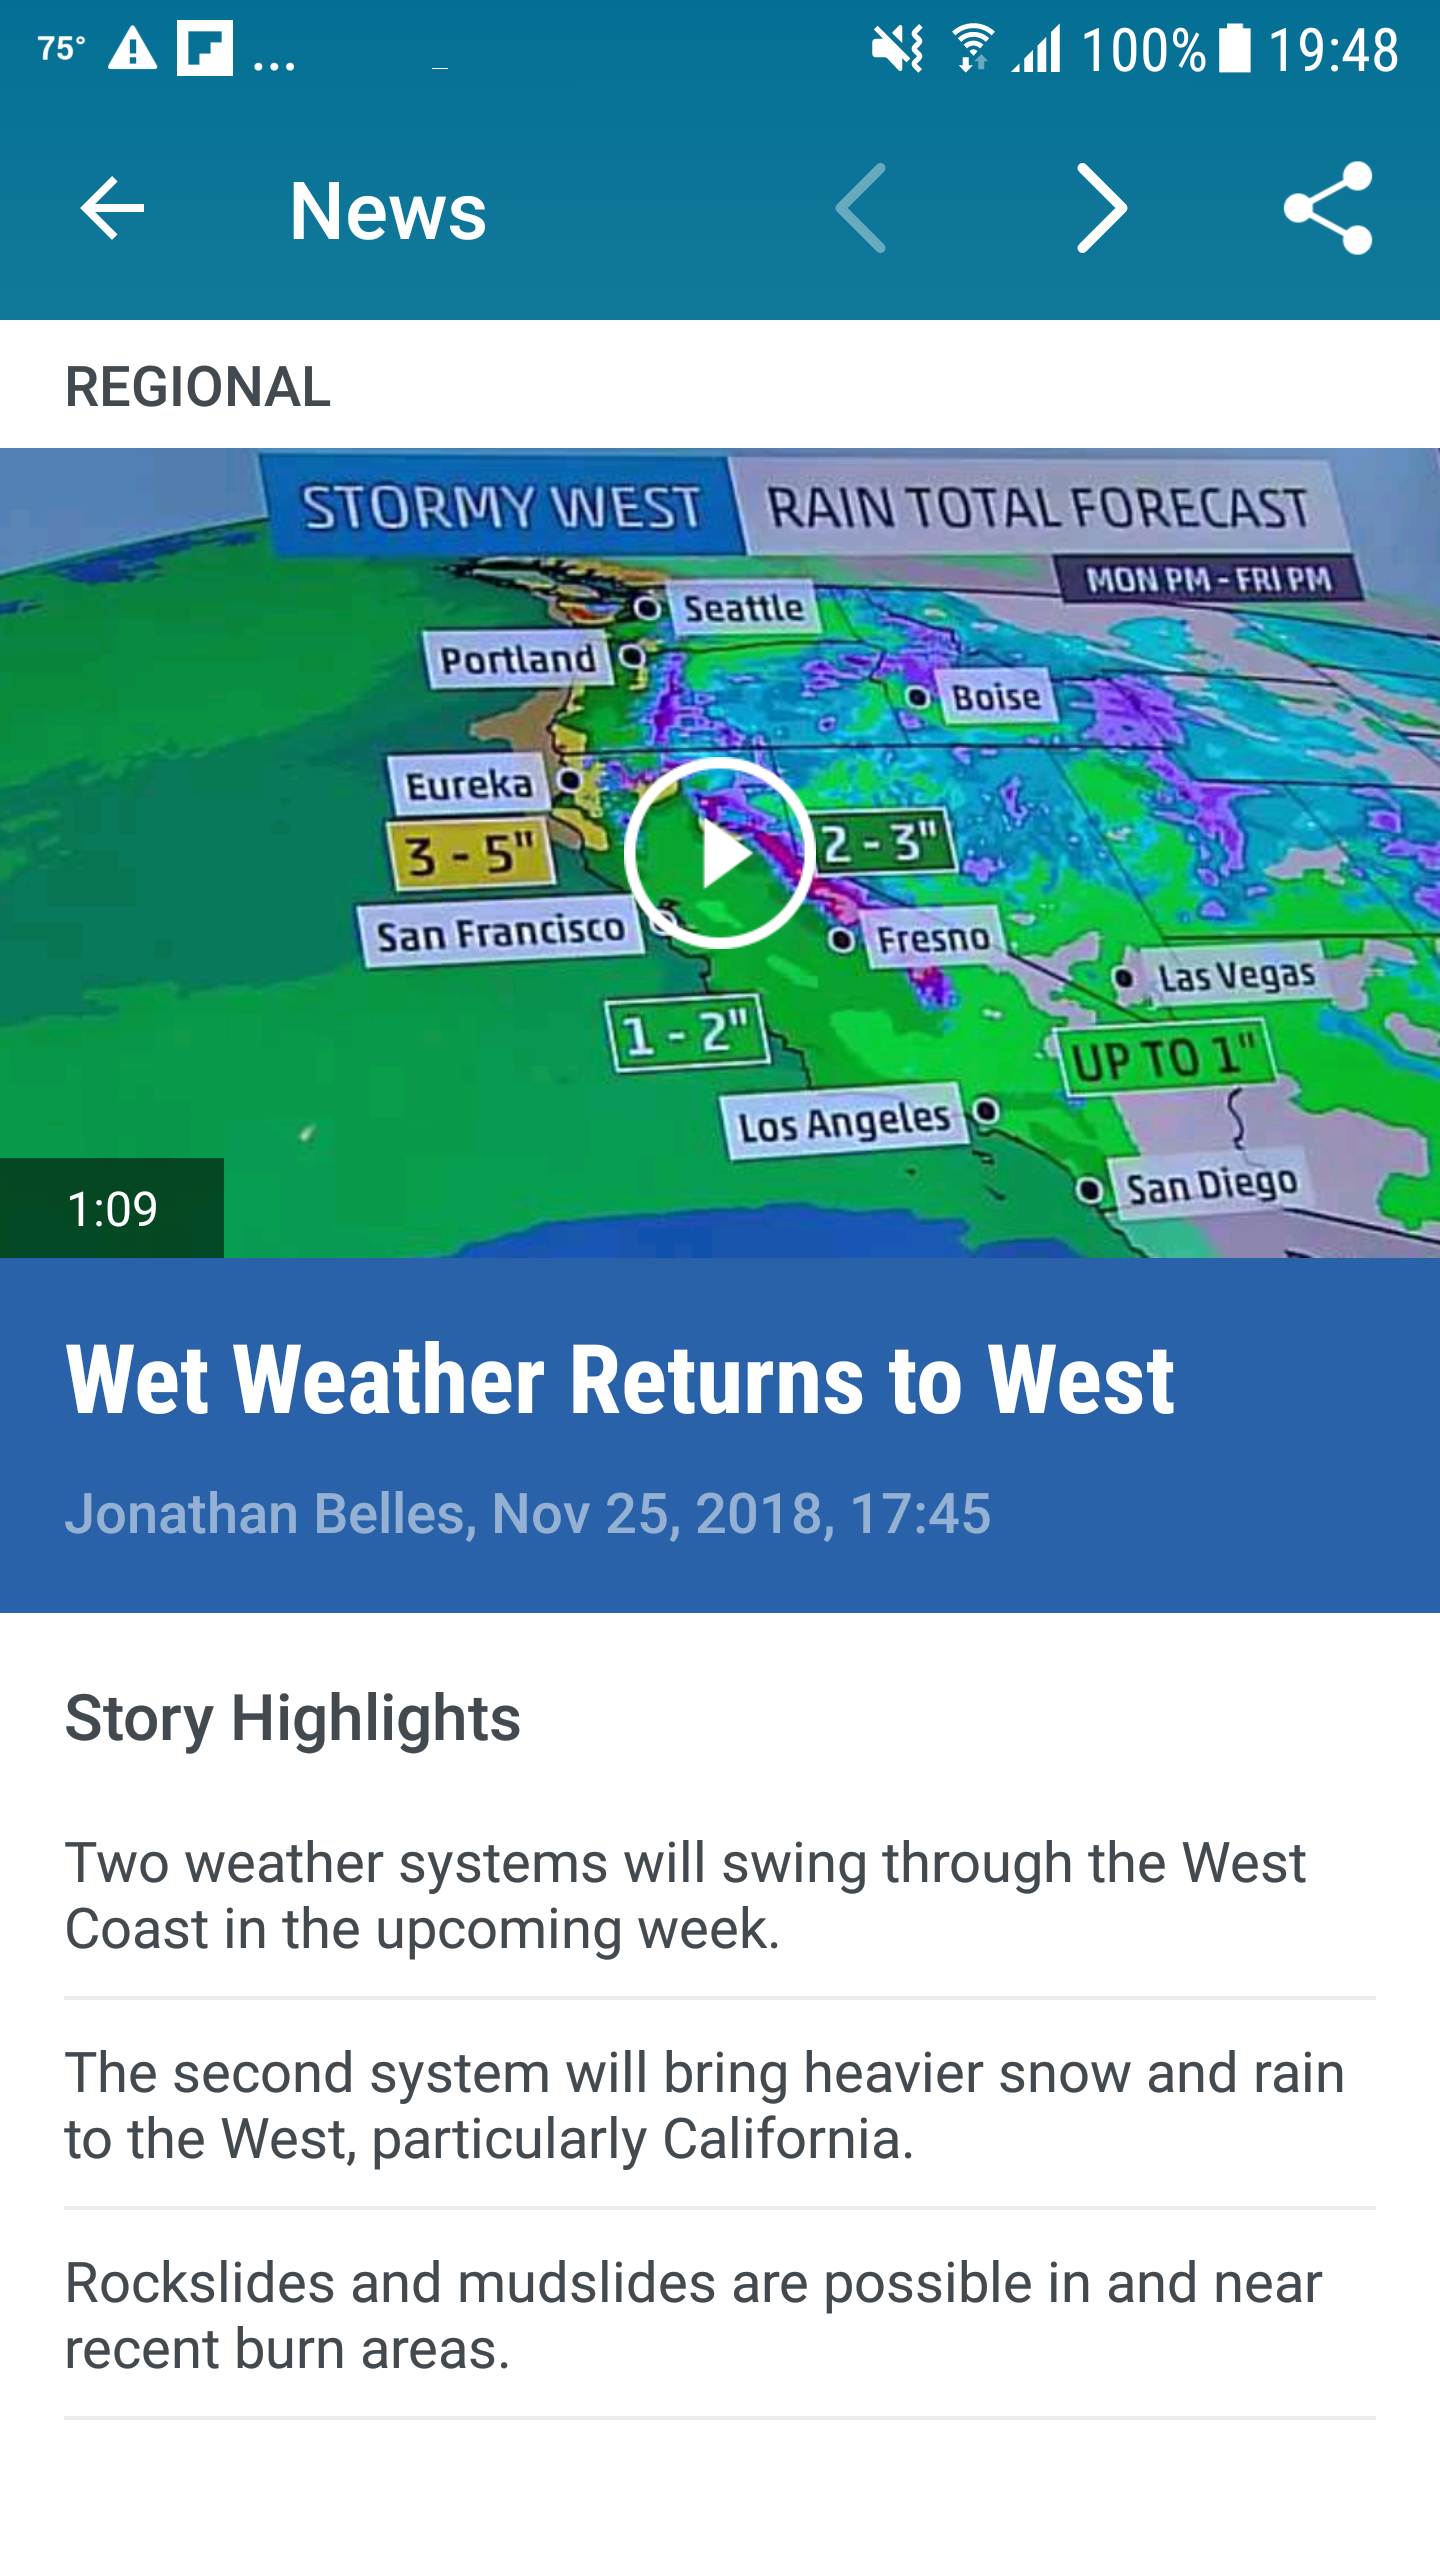 75°
...
100%
19:48
News
REGIONAL
STORMY WEST
RAIN TOTAL FORECAST
MON PM - FRI PM
Seattle
Portland
Boise
Eureka
3 - 5"
2 - 3"
San Francisco
Fresno
Las Vegas
1 - 2"
UP TO 1"
Los Angeles
San Diego
1:09
Wet Weather Returns to West
Jonathan Belles, Nov 25, 2018, 17:45
Story Highlights
Two weather systems will swing through the West
Coast in the upcoming week.
The second system will bring heavier snow and rain
to the West, particularly California.
Rockslides and mudslides are possible in and near
recent burn areas.